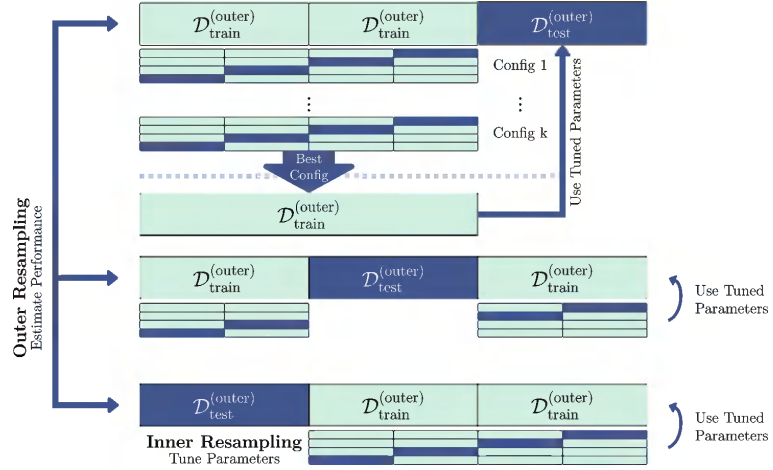 𝒟_train^(outer) 𝒟_train^(outer) 𝒟_test^(outer)
Config 1
⋮ ⋮
Config k
Best
Config
Use Tuned Parameters
𝒟_train^(outer)
Outer Resampling
Estimate Performance
𝒟_train^(outer) 𝒟_test^(outer) 𝒟_train^(outer)
Use Tuned
Parameters
𝒟_test^(outer) 𝒟_train^(outer) 𝒟_train^(outer)
Use Tuned
Parameters
Inner Resampling
Tune Parameters